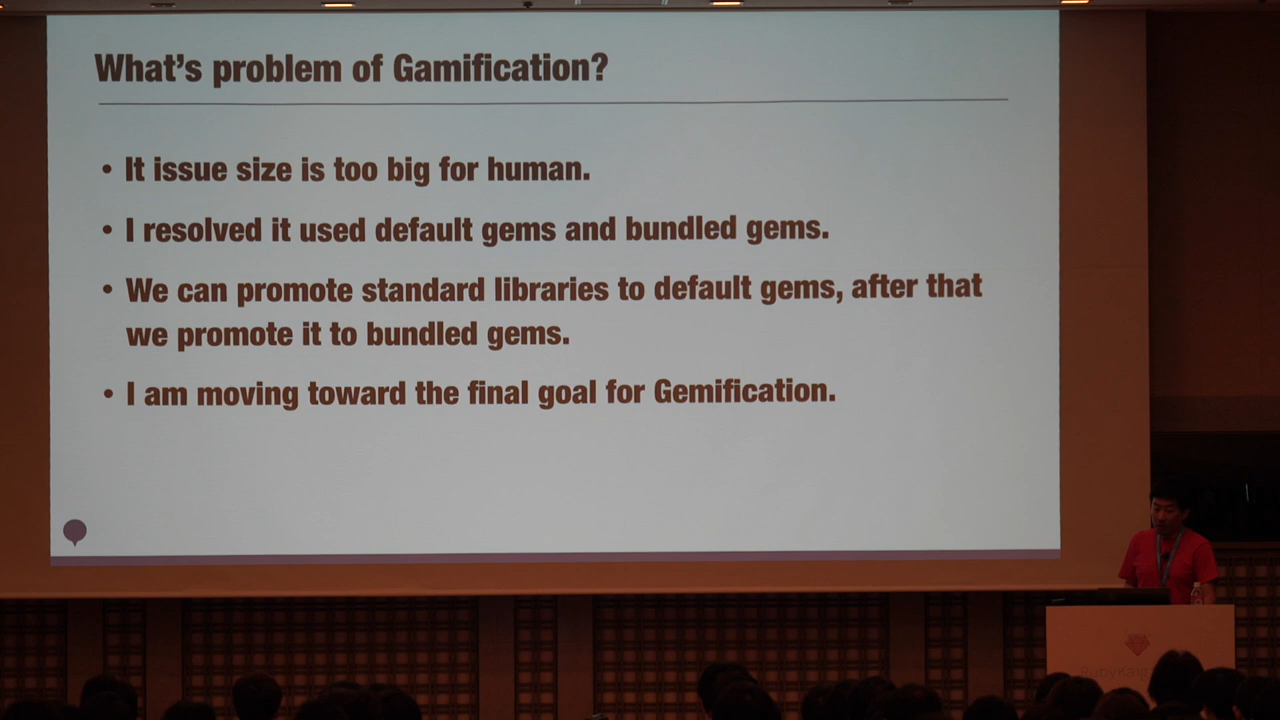 What's problem of Gamification?
• It issue size is too big for human.
• I resolved it used default gems and bundled gems.
• We can promote standard libraries to default gems, after that
we promote it to bundled gems.
• I am moving toward the final goal for Gemification.